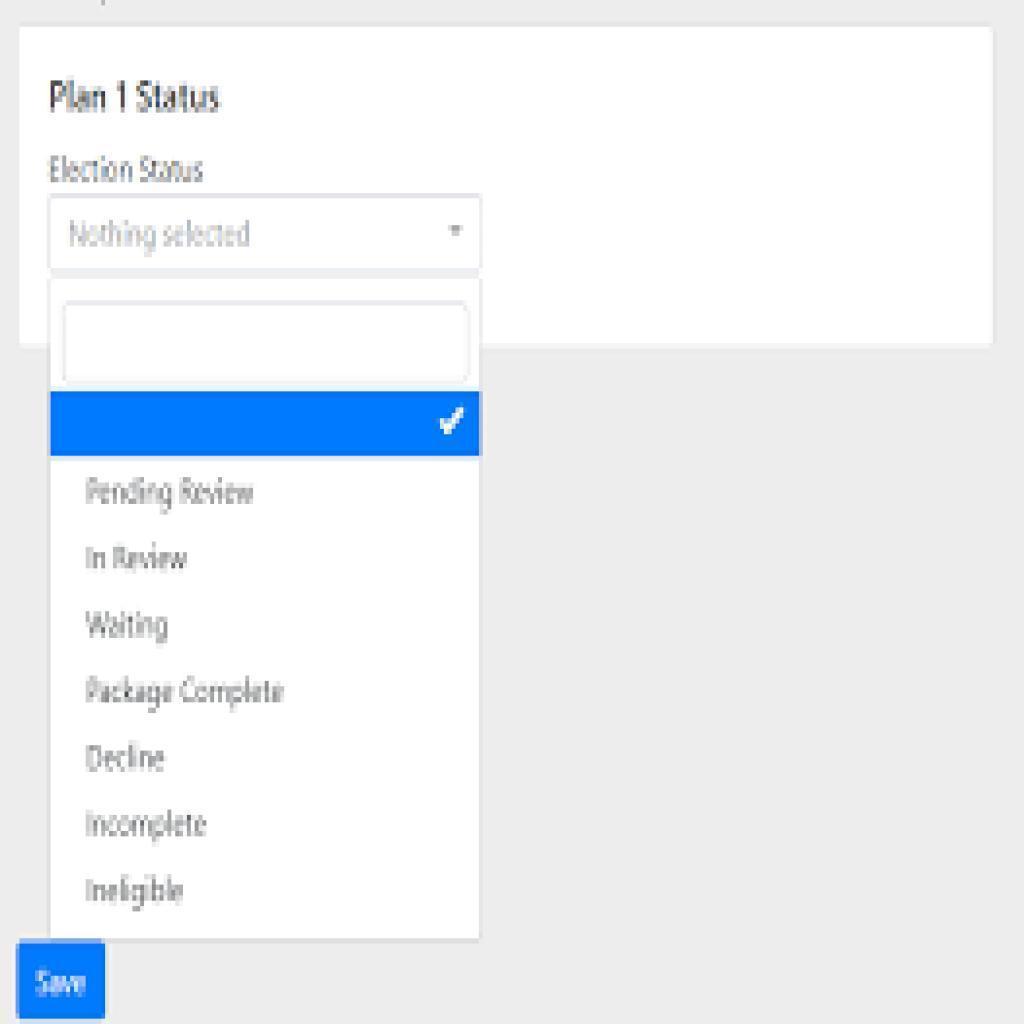 Plan 1 Status
Election Status
Nothing selected
Pending Review
In Review
Waiting
Package Complete
Decline
Incomplete
Ineligible
Save